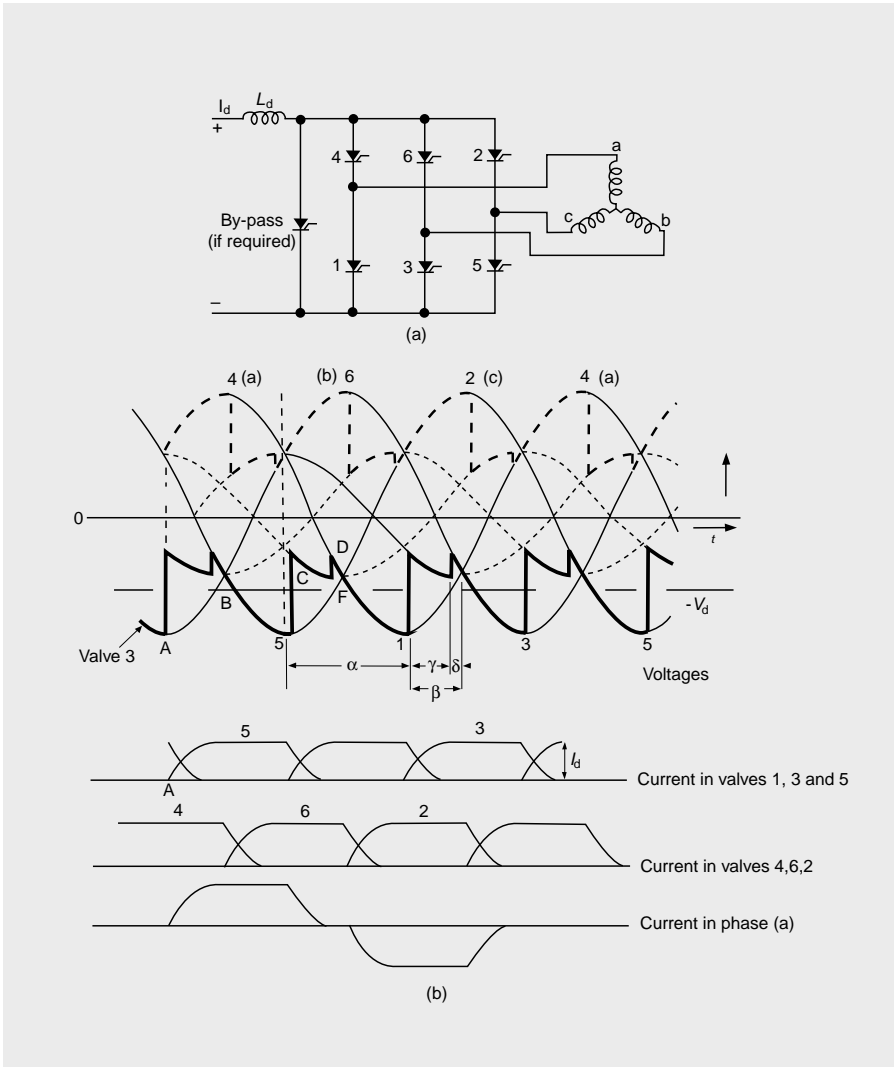 I_d
L_d
+
4
6
2
a
c
b
By-pass
(if required)
1
3
5
–
(a)
4 (a)
(b) 6
2 (c)
4 (a)
0
t
C
D
B
F
-V_d
Valve 3
A
5
1
3
5
α
γ
δ
β
Voltages
5
3
I_d
A
Current in valves 1, 3 and 5
4
6
2
Current in valves 4,6,2
Current in phase (a)
(b)